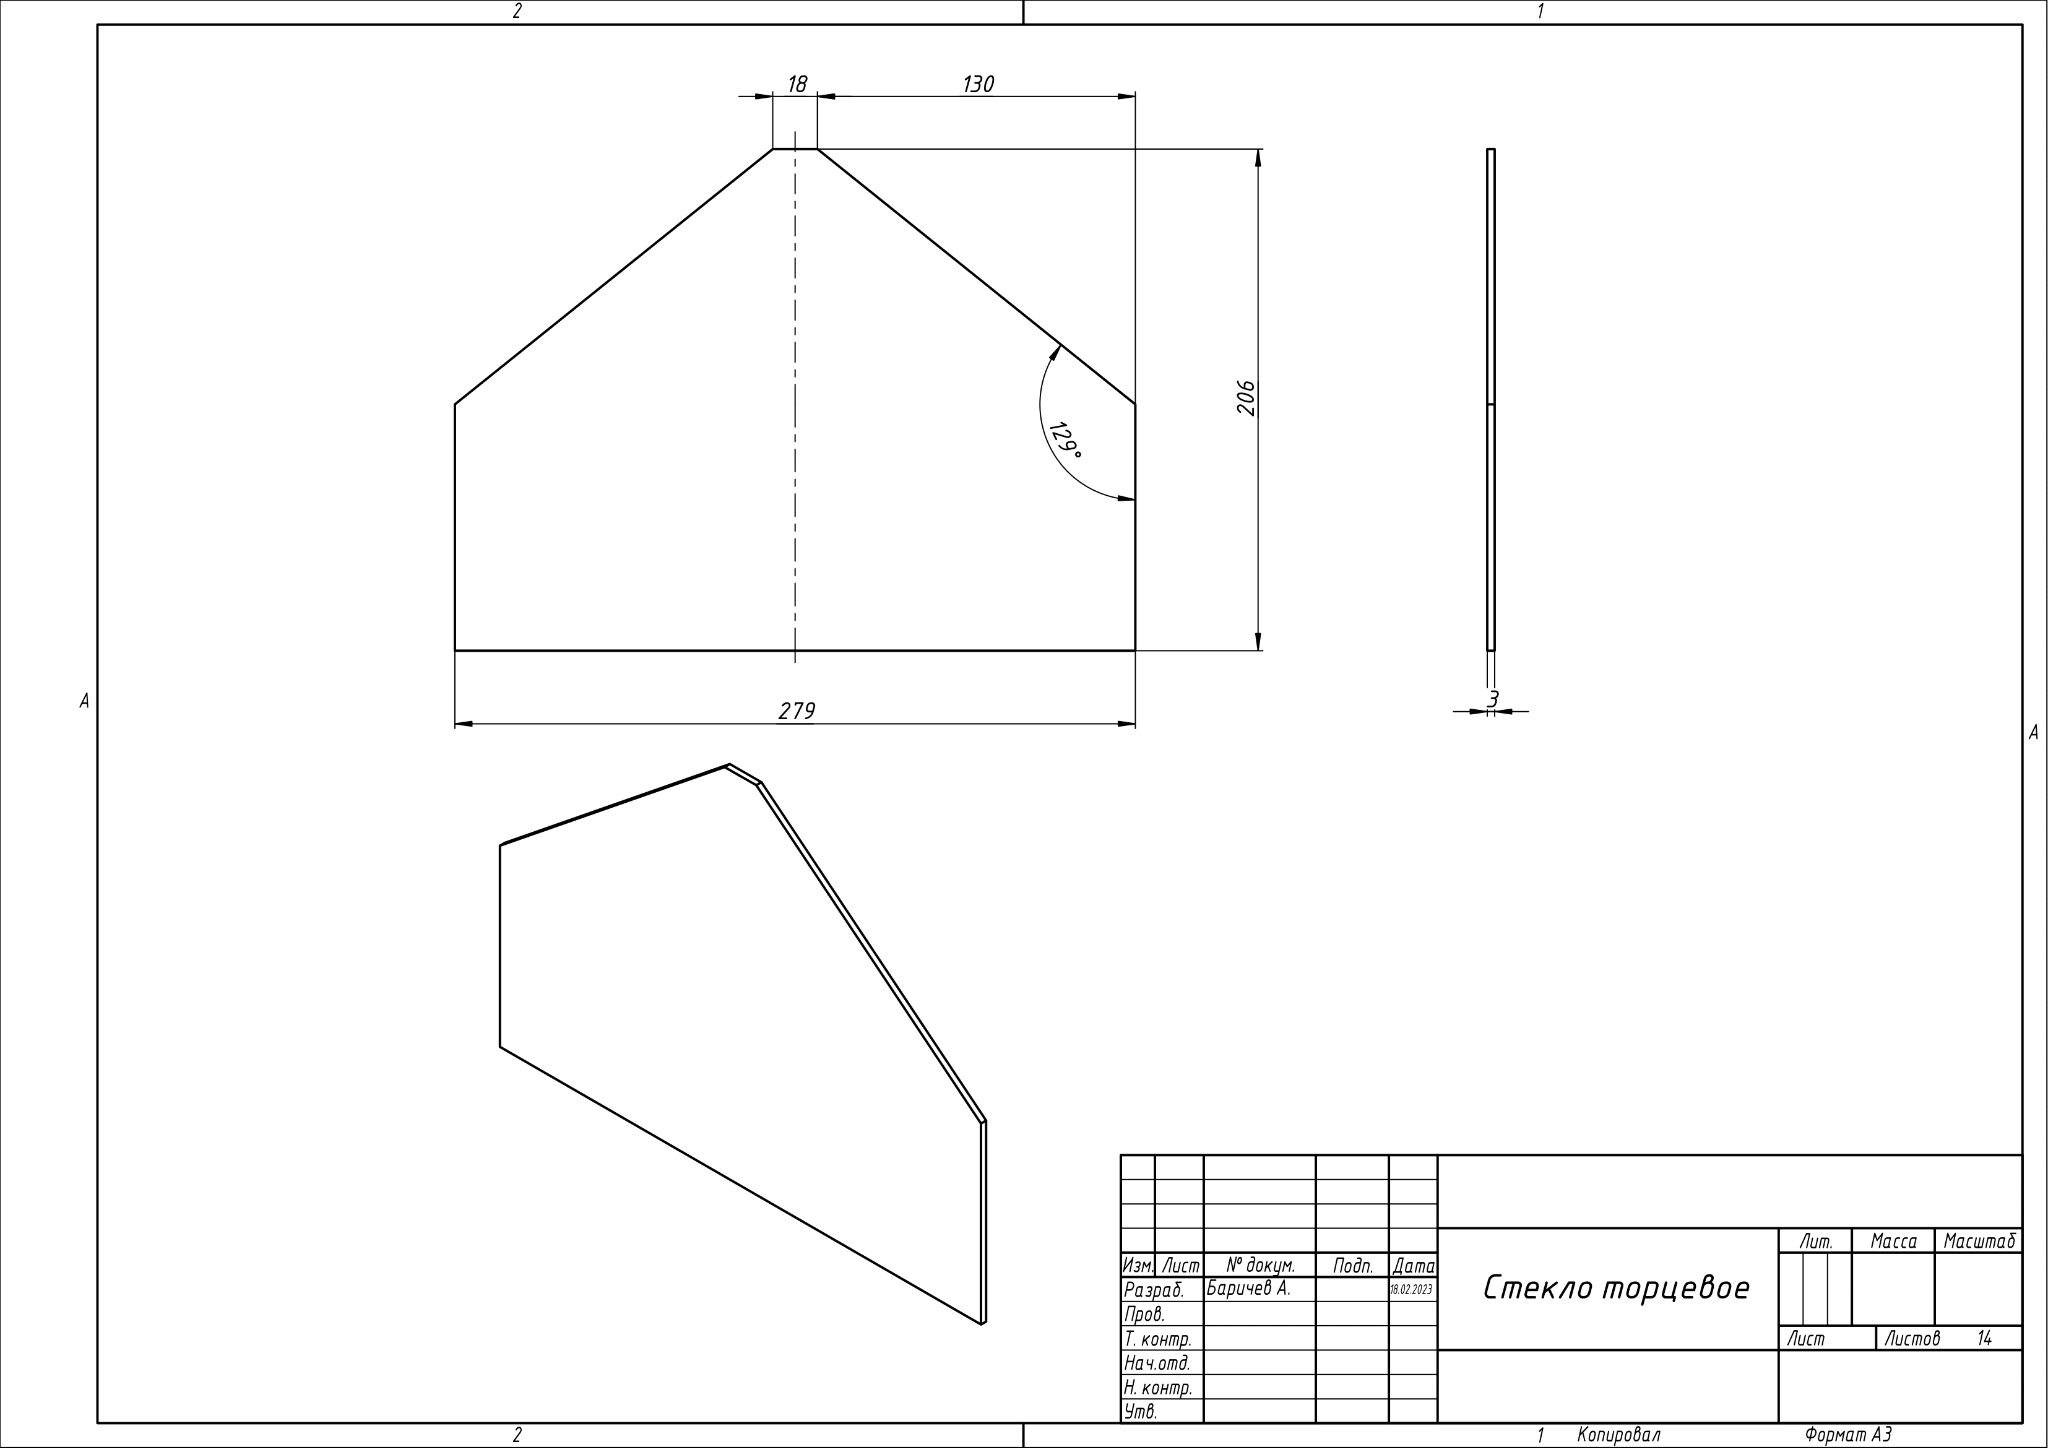 2 1
18 130
206
129°
A
3
279
A
Изм. Лист № докум. Подп. Дата
Лит. Масса Масштаб
Разраб. Баричев А. 18.02.2023
Стекло торцевое
Пров.
Т. контр.
Лист Листов 14
Нач.отд.
Н. контр.
Утв.
2 1 Копировал Формат А3